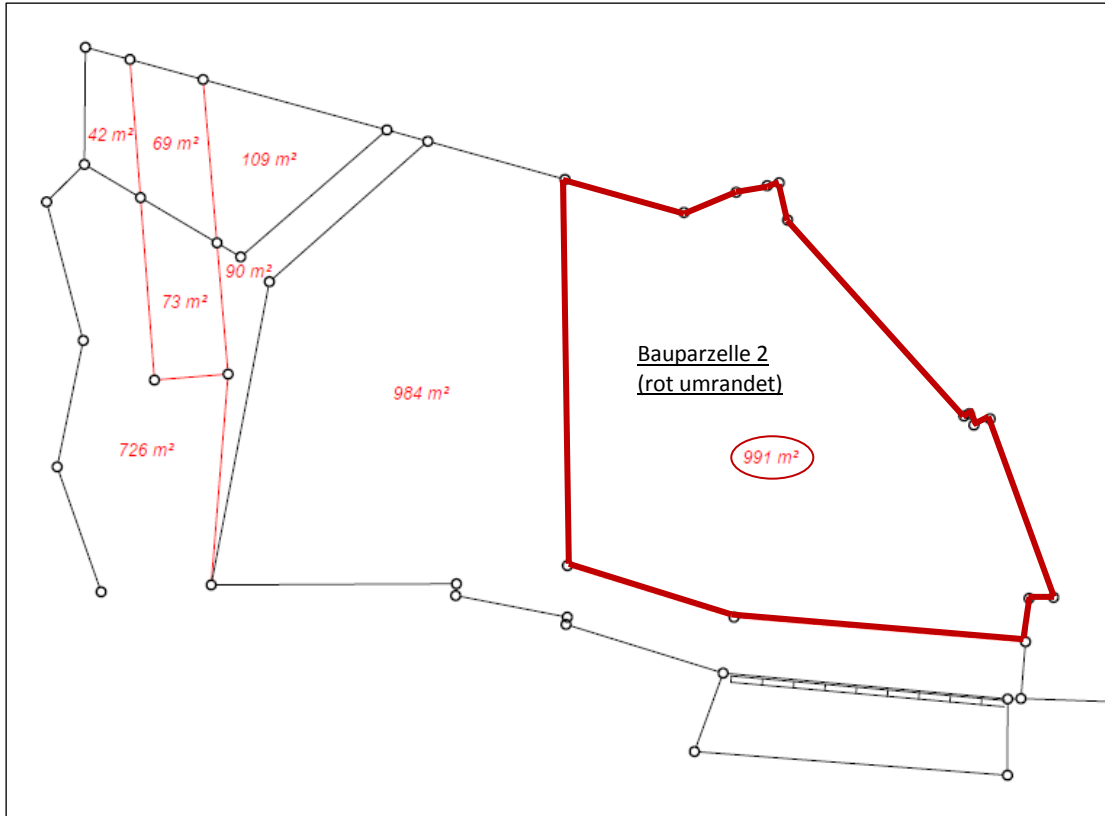 42 m²
69 m²
109 m²
90 m²
73 m²
Bauparzelle 2
(rot umrandet)
984 m²
726 m²
991 m²